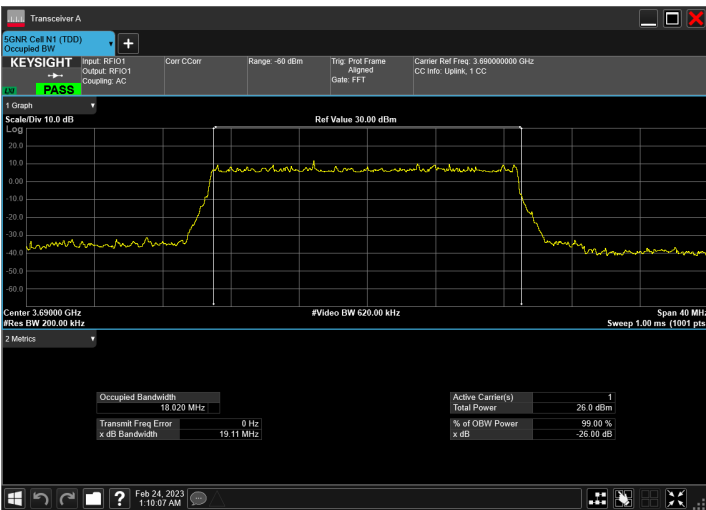 Transceiver A
5GNR Cell N1 (TDD)
Occupied BW
KEYSIGHT
LXI
PASS
Input: RFIO1
Output: RFIO1
Coupling: AC
Corr CCorr
Range: -60 dBm
Trig: Prot Frame
Aligned
Gate: FFT
Carrier Ref Freq: 3.690000000 GHz
CC Info: Uplink, 1 CC
1 Graph
Scale/Div 10.0 dB
Ref Value 30.00 dBm
Log
20.0
10.0
0.00
-10.0
-20.0
-30.0
-40.0
-50.0
-60.0
Center 3.69000 GHz
#Video BW 620.00 kHz
Span 40 MHz
#Res BW 200.00 kHz
Sweep 1.00 ms (1001 pts
2 Metrics
Occupied Bandwidth
18.020 MHz
Transmit Freq Error 0 Hz
x dB Bandwidth 19.11 MHz
Active Carrier(s) 1
Total Power 26.0 dBm
% of OBW Power 99.00 %
x dB -26.00 dB
Feb 24, 2023
1:10:07 AM